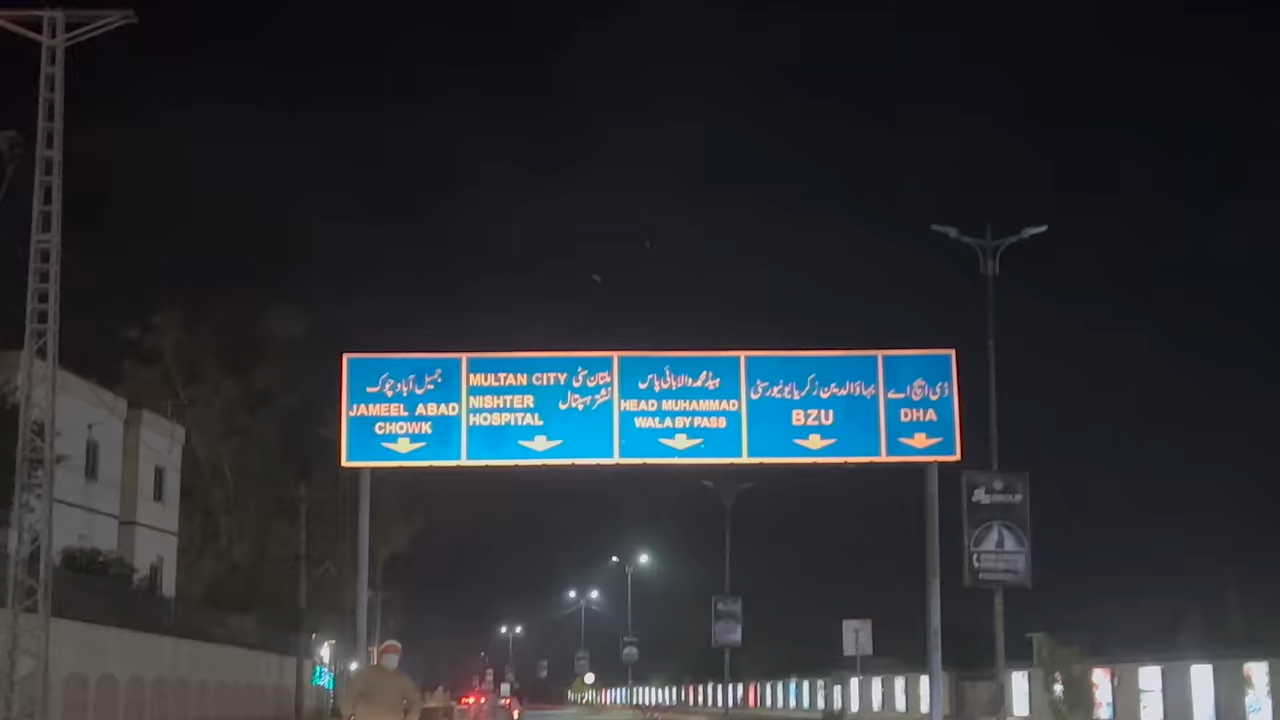 جمیل آباد چوک
JAMEEL ABAD
CHOWK
MULTAN CITY ملتان سٹی
NISHTER نشتر ہسپتال
HOSPITAL
ہیڈ محمد والا بائی پاس
HEAD MUHAMMAD
WALA BY PASS
بہاؤالدین زکریا یونیورسٹی
BZU
ڈی ایچ اے
DHA